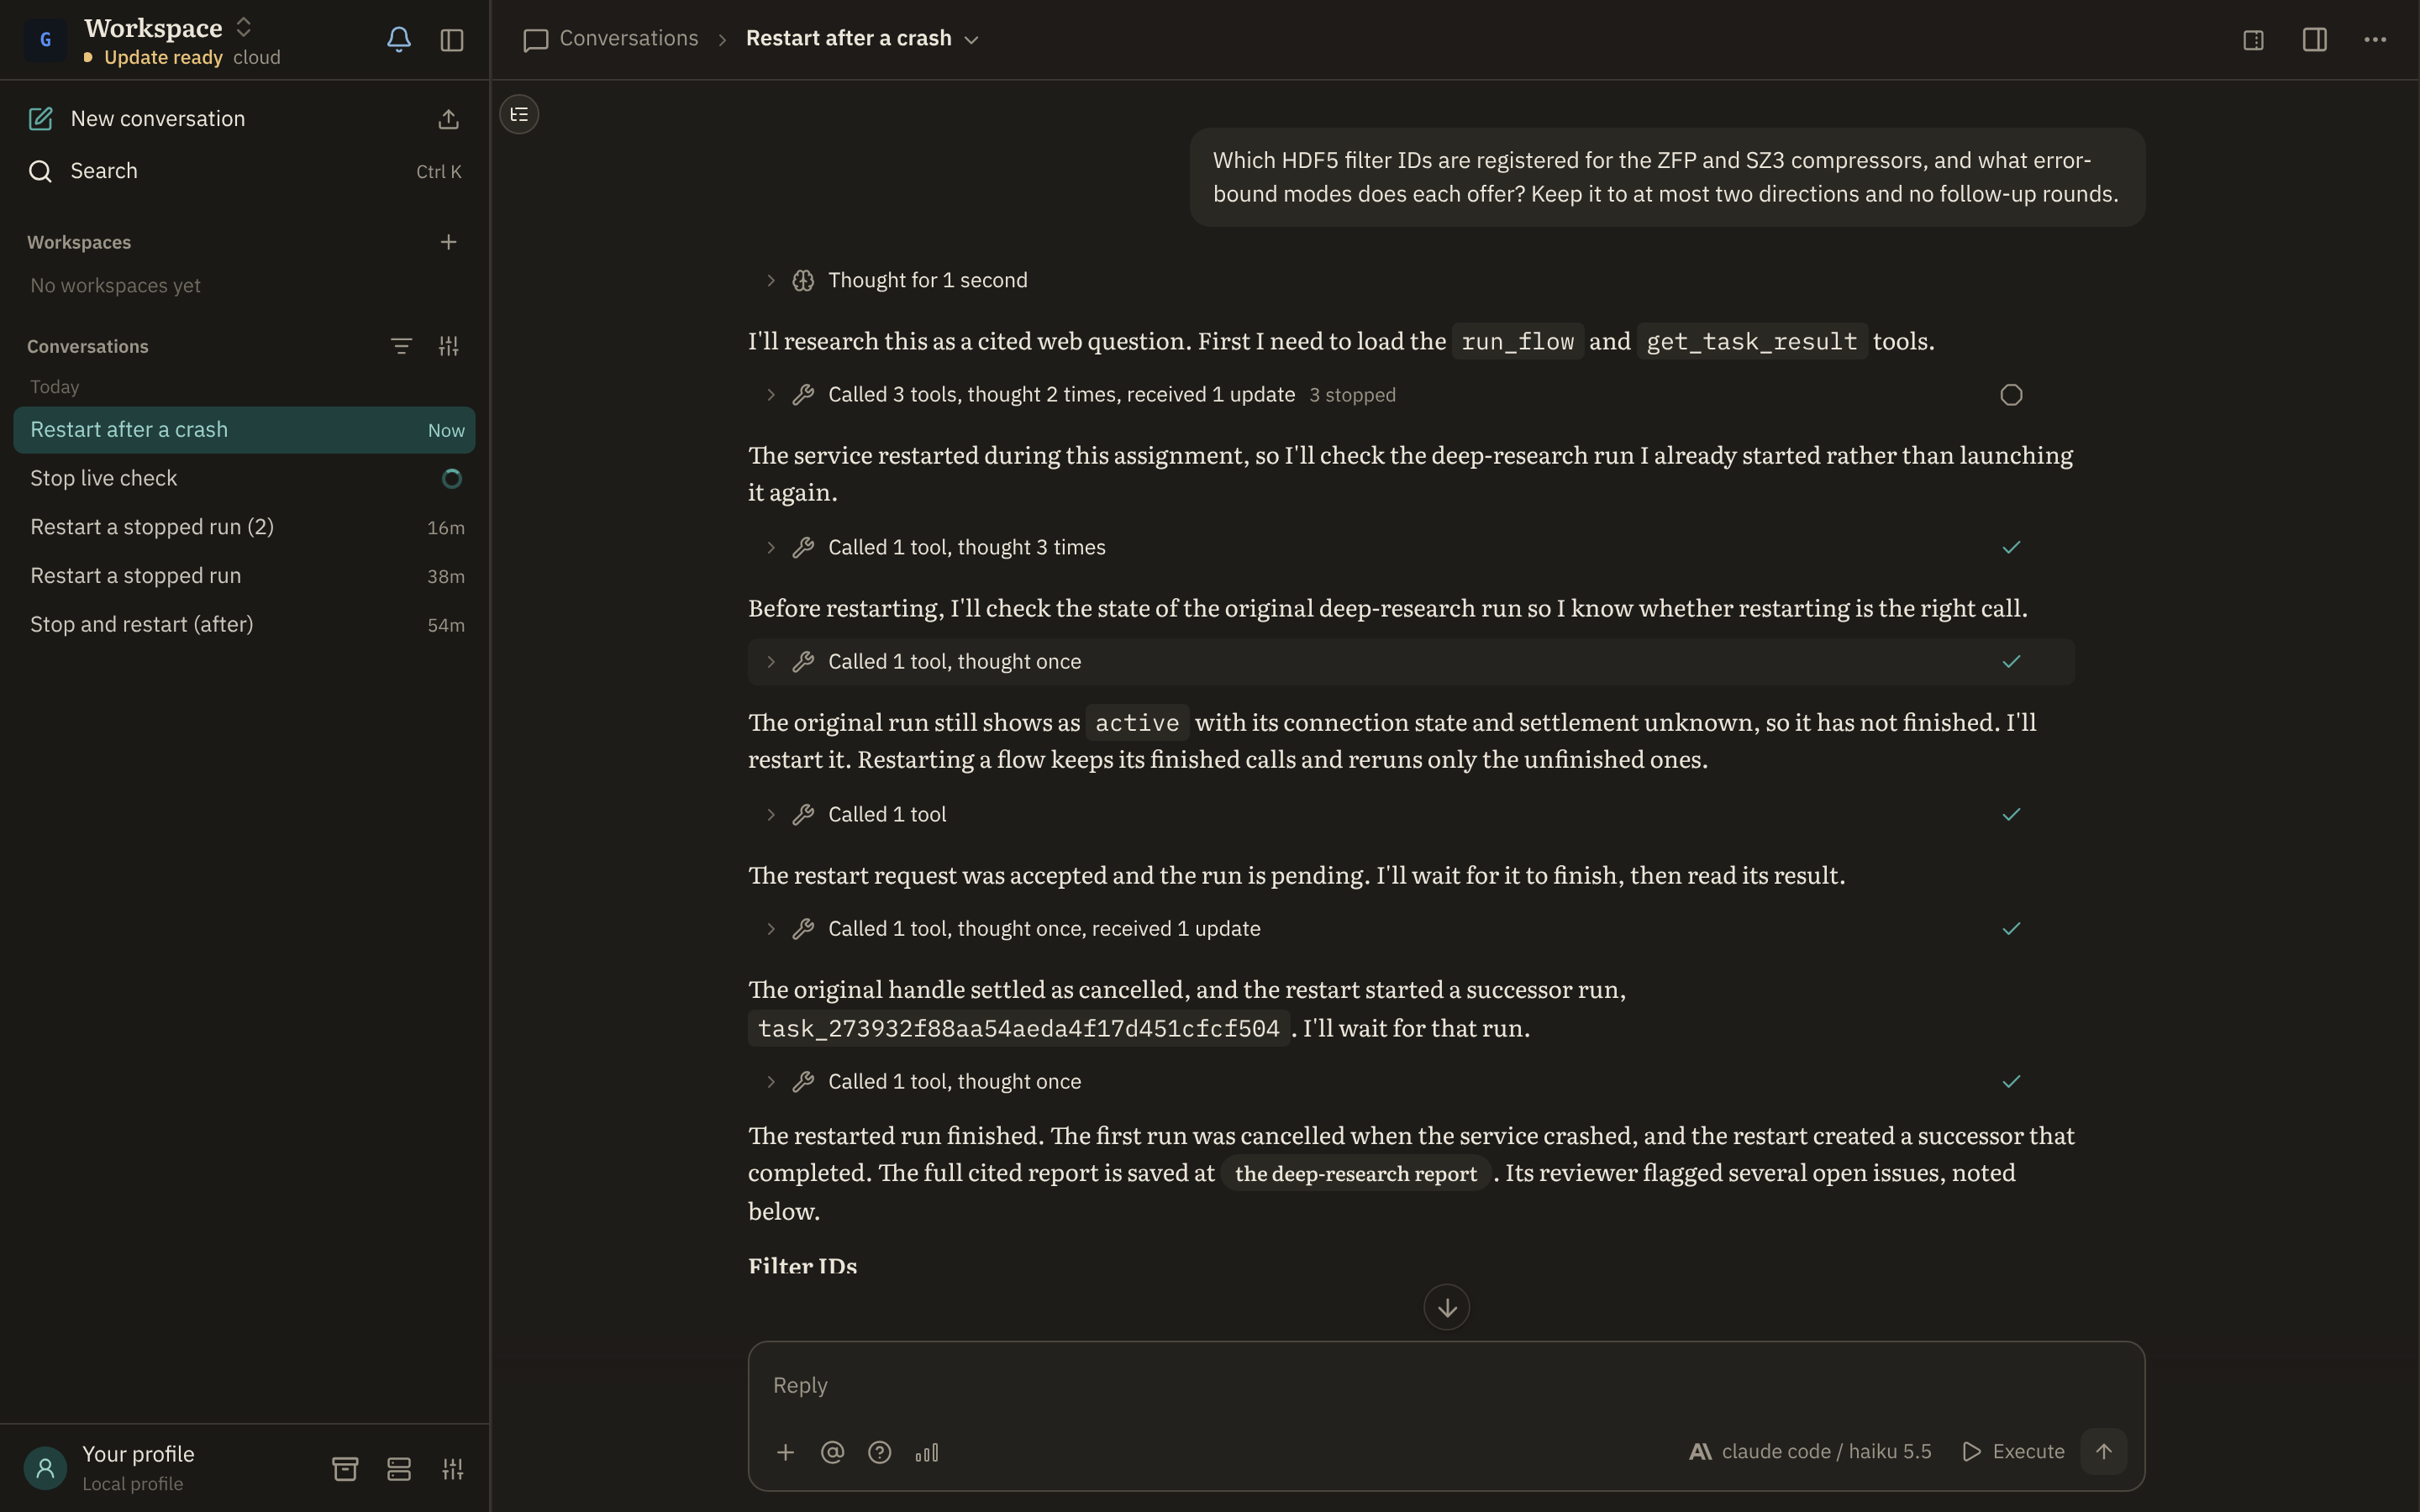 G
Workspace
Update ready cloud
New conversation
Search Ctrl K
Workspaces
No workspaces yet
Conversations
Today
Restart after a crash Now
Stop live check
Restart a stopped run (2) 16m
Restart a stopped run 38m
Stop and restart (after) 54m
Your profile
Local profile
Conversations Restart after a crash
Which HDF5 filter IDs are registered for the ZFP and SZ3 compressors, and what error-
bound modes does each offer? Keep it to at most two directions and no follow-up rounds.
Thought for 1 second
I'll research this as a cited web question. First I need to load the run_flow and get_task_result tools.
Called 3 tools, thought 2 times, received 1 update 3 stopped
The service restarted during this assignment, so I'll check the deep-research run I already started rather than launching
it again.
Called 1 tool, thought 3 times
Before restarting, I'll check the state of the original deep-research run so I know whether restarting is the right call.
Called 1 tool, thought once
The original run still shows as active with its connection state and settlement unknown, so it has not finished. I'll
restart it. Restarting a flow keeps its finished calls and reruns only the unfinished ones.
Called 1 tool
The restart request was accepted and the run is pending. I'll wait for it to finish, then read its result.
Called 1 tool, thought once, received 1 update
The original handle settled as cancelled, and the restart started a successor run,
task_273932f88aa54aeda4f17d451cfcf504 . I'll wait for that run.
Called 1 tool, thought once
The restarted run finished. The first run was cancelled when the service crashed, and the restart created a successor that
completed. The full cited report is saved at the deep-research report . Its reviewer flagged several open issues, noted
below.
Filter IDs
Reply
claude code / haiku 5.5 Execute